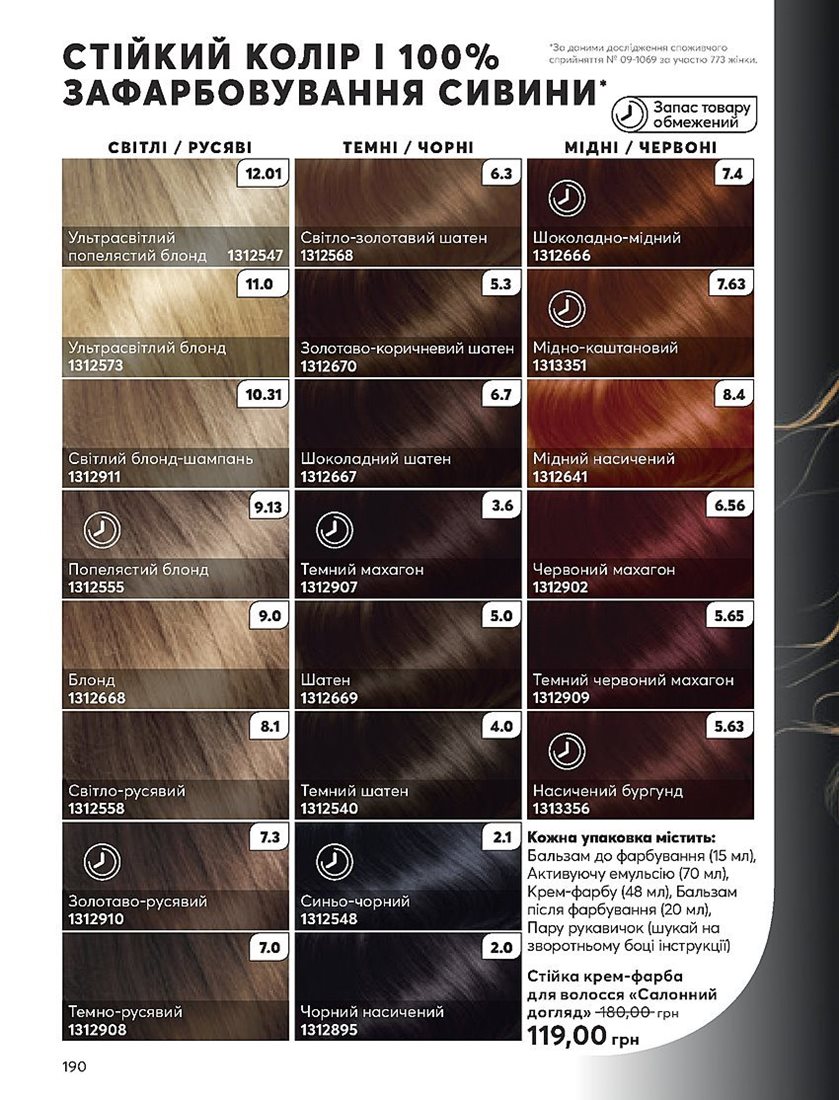 СТІЙКИЙ КОЛІР І 100%
ЗАФАРБОВУВАННЯ СИВИНИ*
*За даними дослідження споживчого
сприйняття № 09-1069 за участю 773 жінки.
Запас товару
обмежений
СВІТЛІ / РУСЯВІ
12.01
Ультрасвітлий
попелястий блонд 1312547
11.0
Ультрасвітлий блонд
1312573
10.31
Світлий блонд-шампань
1312911
9.13
Попелястий блонд
1312555
9.0
Блонд
1312668
8.1
Світло-русявий
1312558
7.3
Золотаво-русявий
1312910
7.0
Темно-русявий
1312908
ТЕМНІ / ЧОРНІ
6.3
Світло-золотавий шатен
1312568
5.3
Золотаво-коричневий шатен
1312670
6.7
Шоколадний шатен
1312667
3.6
Темний махагон
1312907
5.0
Шатен
1312669
4.0
Темний шатен
1312540
2.1
Синьо-чорний
1312548
2.0
Чорний насичений
1312895
МІДНІ / ЧЕРВОНІ
7.4
Шоколадно-мідний
1312666
7.63
Мідно-каштановий
1313351
8.4
Мідний насичений
1312641
6.56
Червоний махагон
1312902
5.65
Темний червоний махагон
1312909
5.63
Насичений бургунд
1313356
Кожна упаковка містить:
Бальзам до фарбування (15 мл),
Активуючу емульсію (70 мл),
Крем-фарбу (48 мл), Бальзам
після фарбування (20 мл),
Пару рукавичок (шукай на
зворотньому боці інструкції)
Стійка крем-фарба
для волосся «Салонний
догляд» 180,00 грн
119,00 грн
190